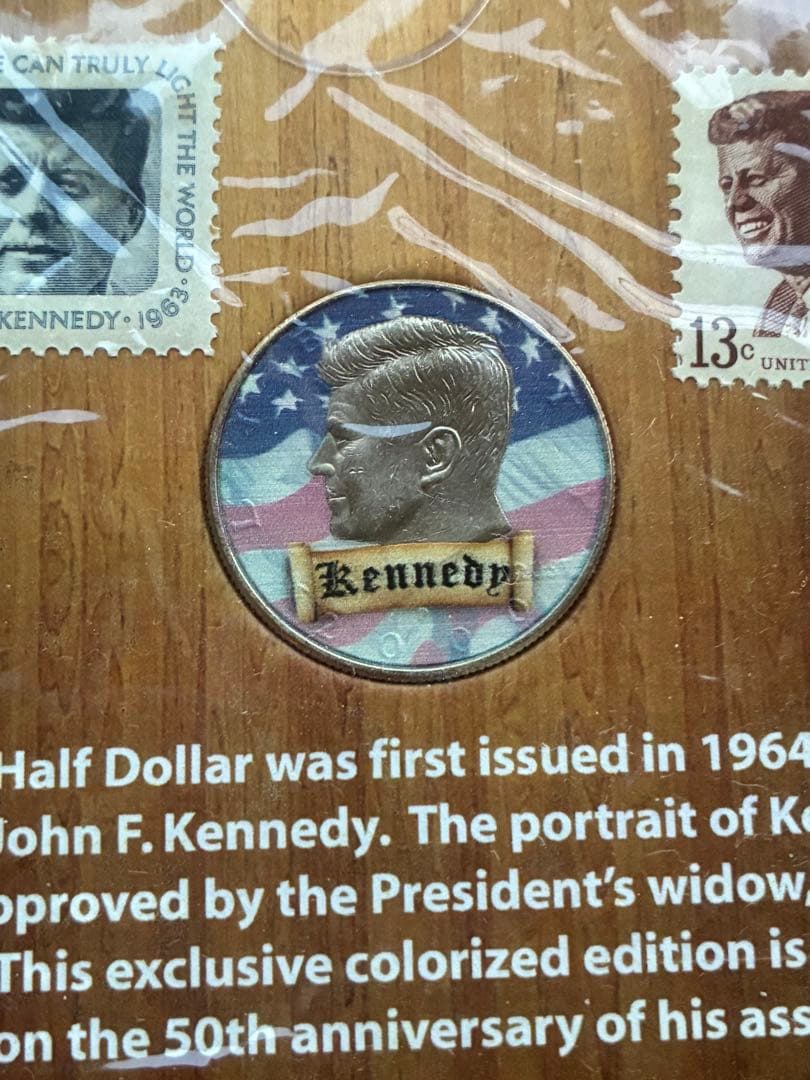 E CAN TRULY LIGHT THE WORLD · 1963
KENNEDY
13c
UNIT
Kennedy
Half Dollar was first issued in 1964
John F. Kennedy. The portrait of Ke
pproved by the President's widow,
This exclusive colorized edition is
on the 50th anniversary of his ass